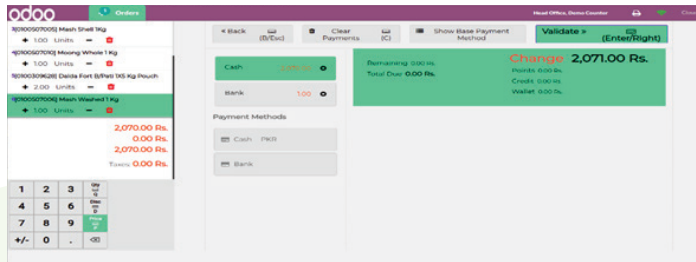 odoo
Orders
Head Office, Demo Counter
[0100507005] Mash Shell 1Kg
+ 1.00 Units −
[0100507010] Moong Whole 1 Kg
+ 1.00 Units −
Dalda Fort B/Pati 1X5 Kg Pouch
+ 2.00 Units −
[0100507006] Mash Washed 1 Kg
+ 1.00 Units −
2,070.00 Rs.
0.00 Rs.
2,070.00 Rs.
Taxes: 0.00 Rs.
1 2 3 Qty
Q
4 5 6 Disc
D
7 8 9 Price
P
+/- 0 .
< Back
(B/Esc)
Clear Payments
(C)
Show Base Payment Method
Validate »
(Enter/Right)
Cash
Bank 1.00
Payment Methods
Cash PKR
Bank
Remaining 0.00 Rs.
Total Due 0.00 Rs.
Change 2,071.00 Rs.
Points 0.00 Rs.
Credit 0.00 Rs.
Wallet 0.00 Rs.